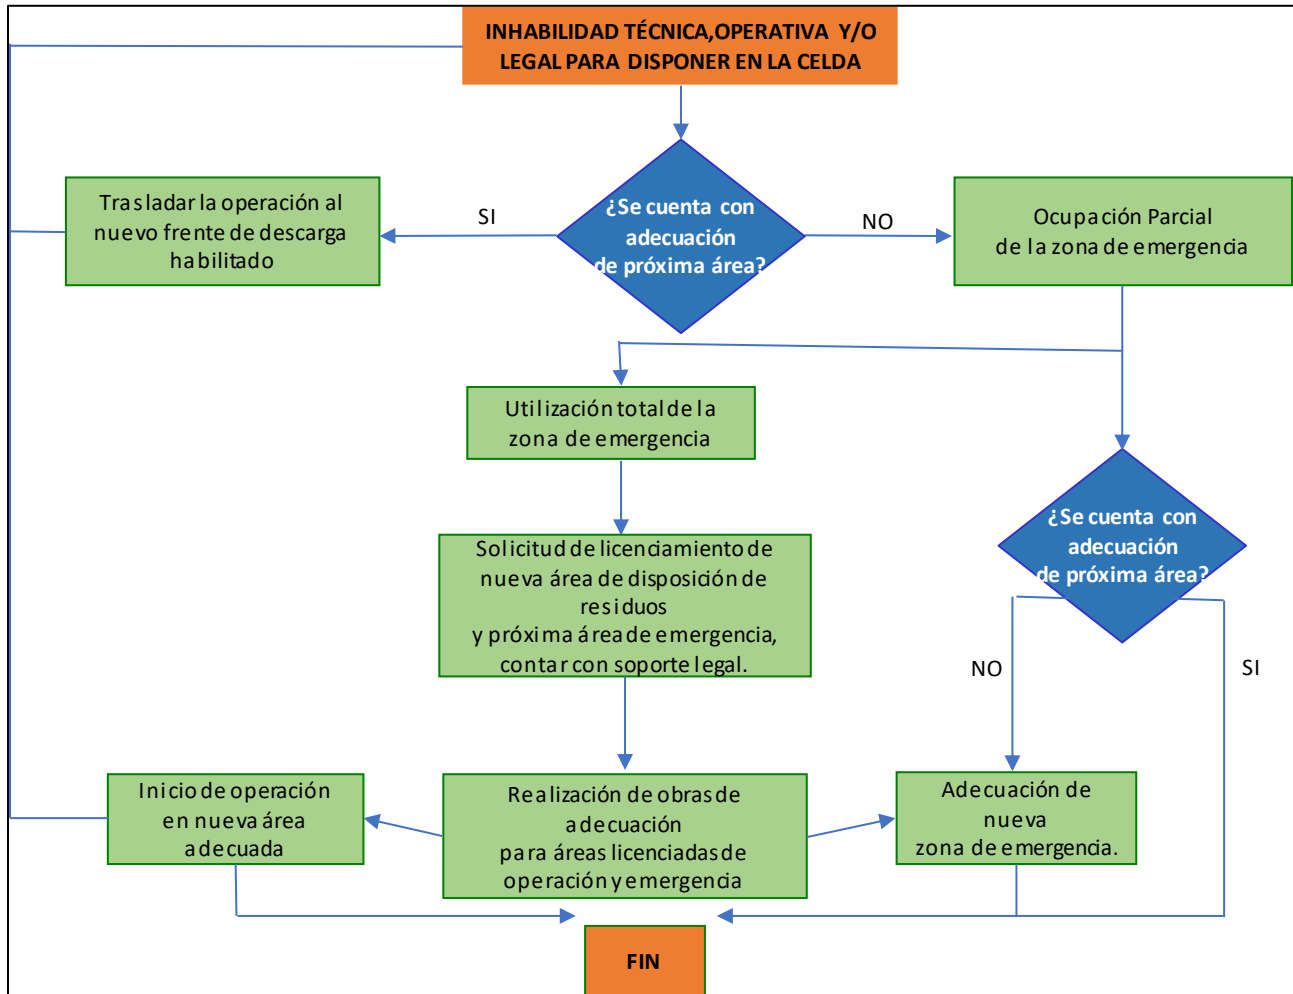 INHABILIDAD TÉCNICA,OPERATIVA Y/O
LEGAL PARA DISPONER EN LA CELDA
Trasladar la operación al
nuevo frente de descarga
habilitado
SI
¿Se cuenta con
adecuación
de próxima área?
NO
Ocupación Parcial
de la zona de emergencia
Utilización total de la
zona de emergencia
¿Se cuenta con
adecuación
de próxima área?
Solicitud de licenciamiento de
nueva área de disposición de
residuos
y próxima área de emergencia,
contar con soporte legal.
NO
SI
Inicio de operación
en nueva área
adecuada
Realización de obras de
adecuación
para áreas licenciadas de
operación y emergencia
Adecuación de
nueva
zona de emergencia.
FIN